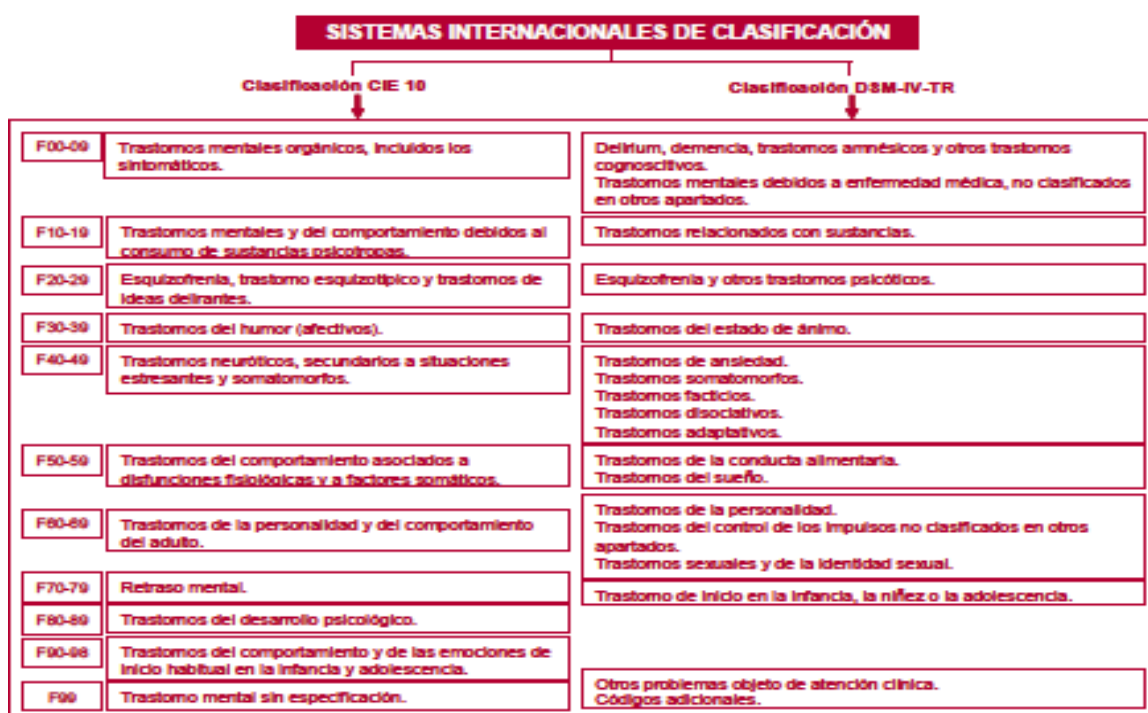 SISTEMAS INTERNACIONALES DE CLASIFICACIÓN
Clasificación CIE 10
Clasificación DSM-IV-TR
F00-09
Trastornos mentales orgánicos, incluidos los
sintomáticos.
Delirium, demencia, trastornos amnésicos y otros trastornos
cognoscitivos.
Trastornos mentales debidos a enfermedad médica, no clasificados
en otros apartados.
F10-19
Trastornos mentales y del comportamiento debidos al
consumo de sustancias psicotropas.
Trastornos relacionados con sustancias.
F20-29
Esquizofrenia, trastorno esquizotípico y trastornos de
ideas delirantes.
Esquizofrenia y otros trastornos psicóticos.
F30-39
Trastornos del humor (afectivos).
Trastornos del estado de ánimo.
F40-49
Trastornos neuróticos, secundarios a situaciones
estresantes y somatomorfos.
Trastornos de ansiedad.
Trastornos somatomorfos.
Trastornos facticios.
Trastornos disociativos.
Trastornos adaptativos.
F50-59
Trastornos del comportamiento asociados a
disfunciones fisiológicas y a factores somáticos.
Trastornos de la conducta alimentaria.
Trastornos del sueño.
F60-69
Trastornos de la personalidad y del comportamiento
del adulto.
Trastornos de la personalidad.
Trastornos del control de los impulsos no clasificados en otros
apartados.
Trastornos sexuales y de la identidad sexual.
F70-79
Retraso mental.
Trastorno de inicio en la infancia, la niñez o la adolescencia.
F80-89
Trastornos del desarrollo psicológico.
F90-98
Trastornos del comportamiento y de las emociones de
inicio habitual en la infancia y adolescencia.
F99
Trastorno mental sin especificación.
Otros problemas objeto de atención clínica.
Códigos adicionales.